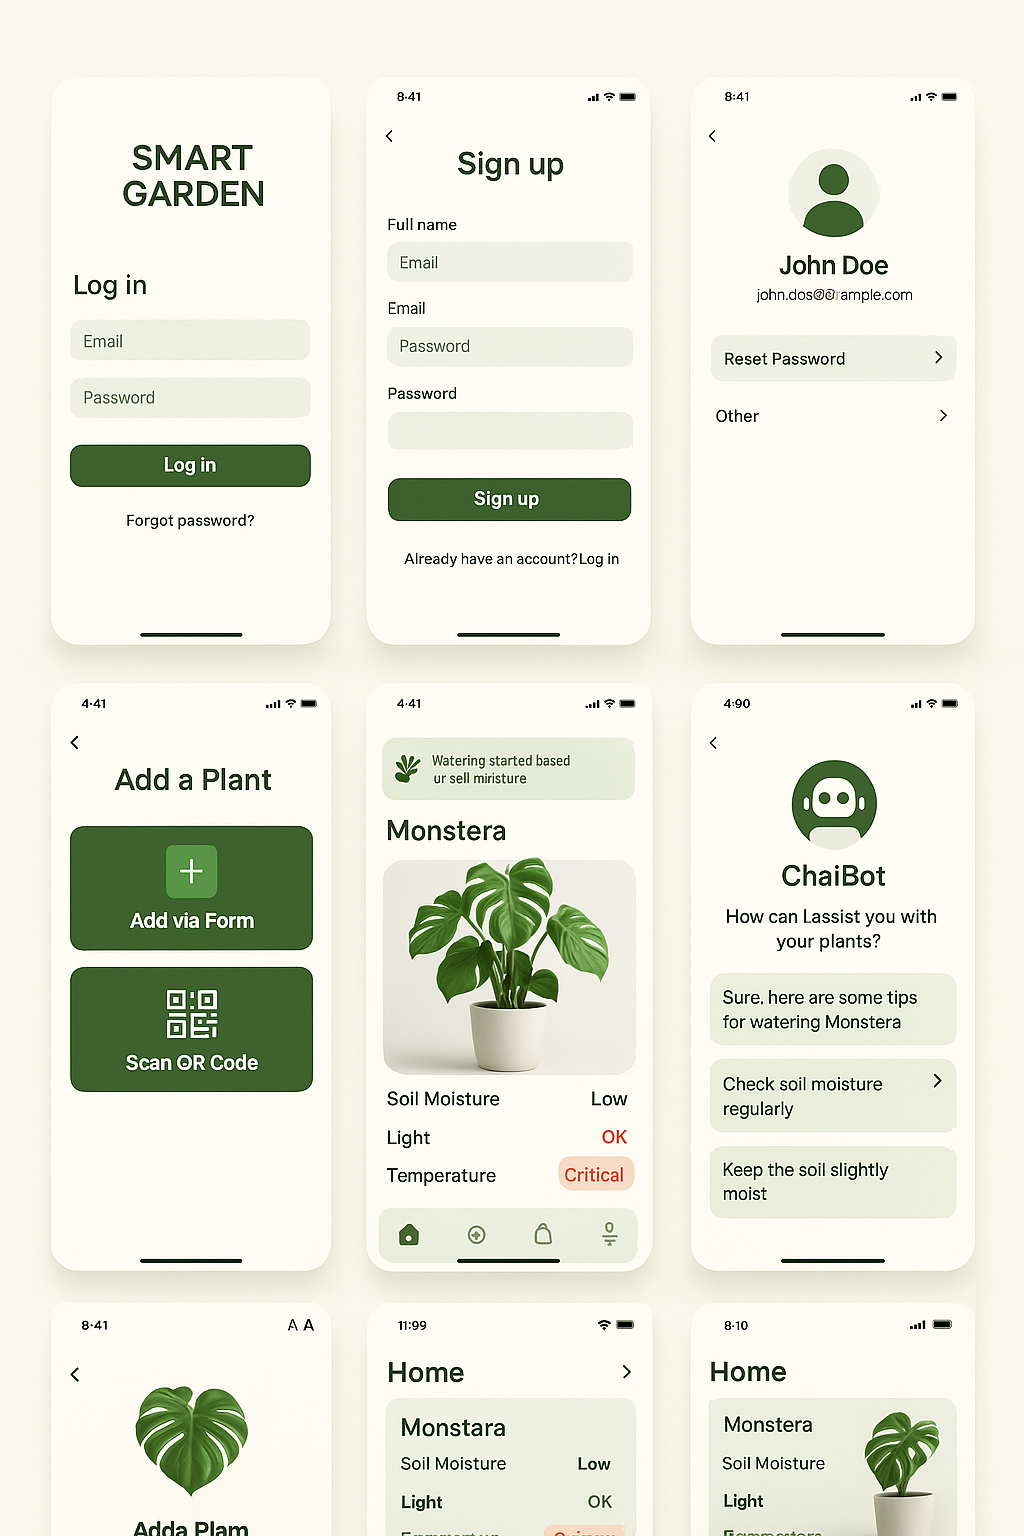 SMART
GARDEN
Log in
Email
Password
Log in
Forgot password?
8·41
Sign up
Full name
Email
Email
Password
Password
Sign up
Already have an account?Log in
8:41
John Doe
john.dos@@rample.com
Reset Password
Other
4·41
Add a Plant
Add via Form
Scan QR Code
4·41
Watering started based
ur sell miristure
Monstera
Soil Moisture Low
Light OK
Temperature Critical
4:90
ChaiBot
How can Lassist you with
your plants?
Sure, here are some tips
for watering Monstera
Check soil moisture
regularly
Keep the soil slightly
moist
8·41 A A
Adda Plam
11:99
Home
Monstara
Soil Moisture Low
Light OK
8·10
Home
Monstera
Soil Moisture
Light